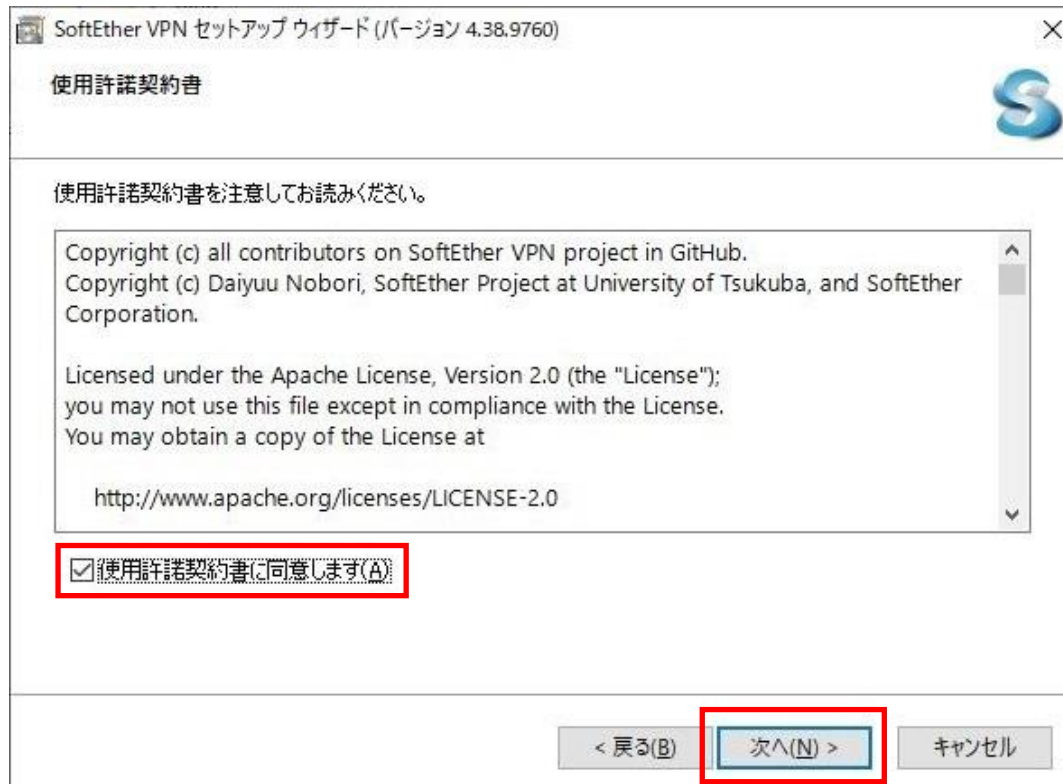 SoftEther VPN セットアップ ウィザード (バージョン 4.38.9760)
使用許諾契約書
使用許諾契約書を注意してお読みください。
Copyright (c) all contributors on SoftEther VPN project in GitHub.
Copyright (c) Daiyuu Nobori, SoftEther Project at University of Tsukuba, and SoftEther
Corporation.
Licensed under the Apache License, Version 2.0 (the "License");
you may not use this file except in compliance with the License.
You may obtain a copy of the License at
http://www.apache.org/licenses/LICENSE-2.0
使用許諾契約書に同意します(A)
< 戻る(B) 次へ(N) > キャンセル